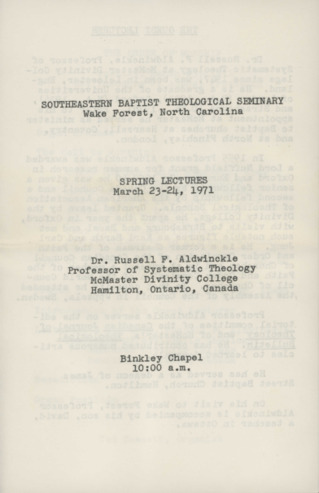 SOUTHEASTERN BAPTIST THEOLOGICAL SEMINARY
Wake Forest, North Carolina
SPRING LECTURES
March 23-24, 1971
Dr. Russell F. Aldwinckle
Professor of Systematic Theology
McMaster Divinity College
Hamilton, Ontario, Canada
Binkley Chapel
10:00 a.m.